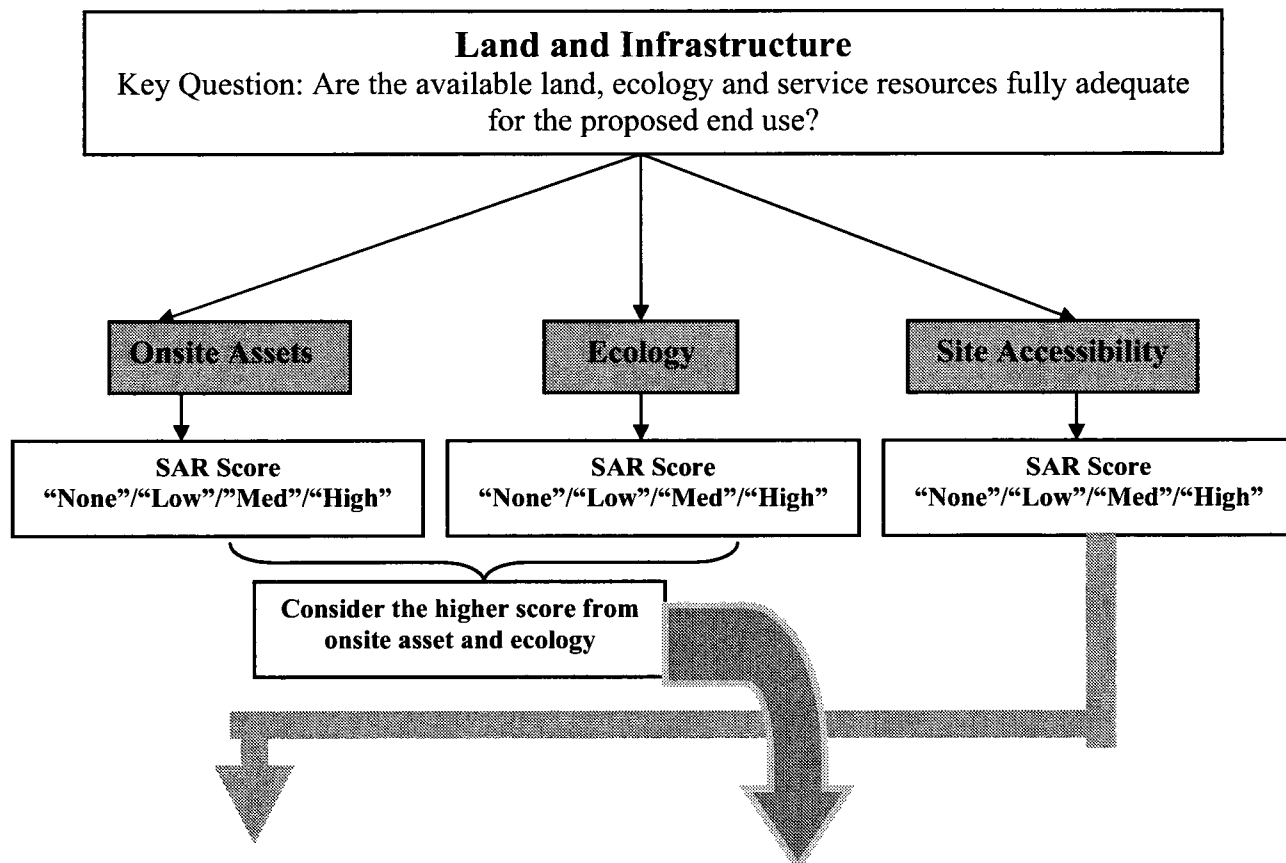 Land and Infrastructure
Key Question: Are the available land, ecology and service resources fully adequate
for the proposed end use?
Onsite Assets
Ecology
Site Accessibility
SAR Score
“None”/“Low”/”Med”/“High”
SAR Score
“None”/“Low”/“Med”/“High”
SAR Score
“None”/“Low”/“Med”/“High”
Consider the higher score from
onsite asset and ecology